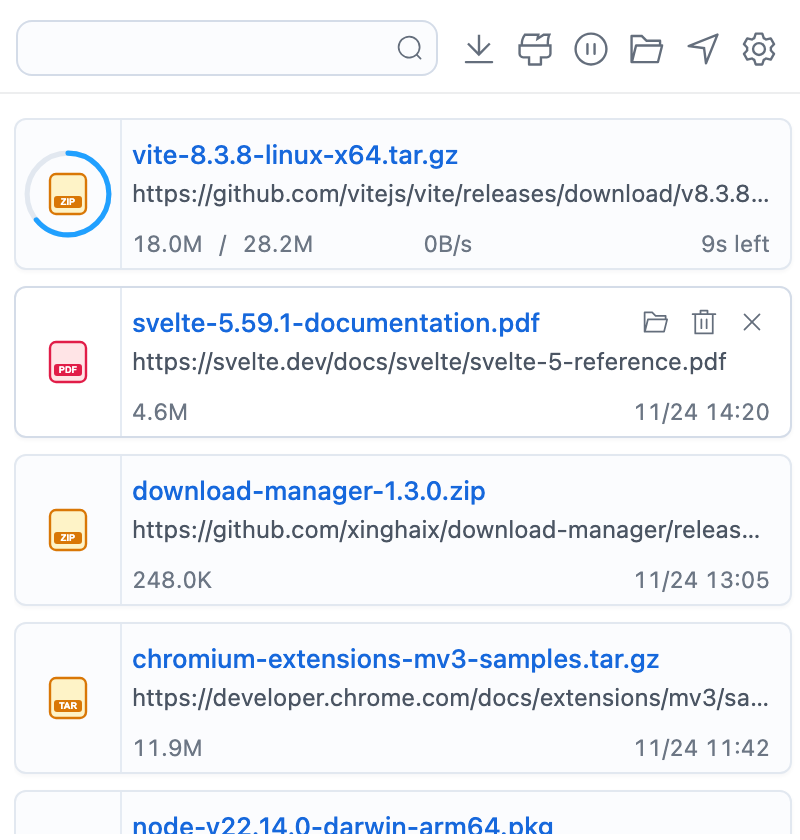 ZIP
vite-8.3.8-linux-x64.tar.gz
https://github.com/vitejs/vite/releases/download/v8.3.8...
18.0M / 28.2M 0B/s 9s left
PDF
svelte-5.59.1-documentation.pdf
https://svelte.dev/docs/svelte/svelte-5-reference.pdf
4.6M 11/24 14:20
ZIP
download-manager-1.3.0.zip
https://github.com/xinghaix/download-manager/releas...
248.0K 11/24 13:05
TAR
chromium-extensions-mv3-samples.tar.gz
https://developer.chrome.com/docs/extensions/mv3/sa...
11.9M 11/24 11:42
node-v22.14.0-darwin-arm64.pkg